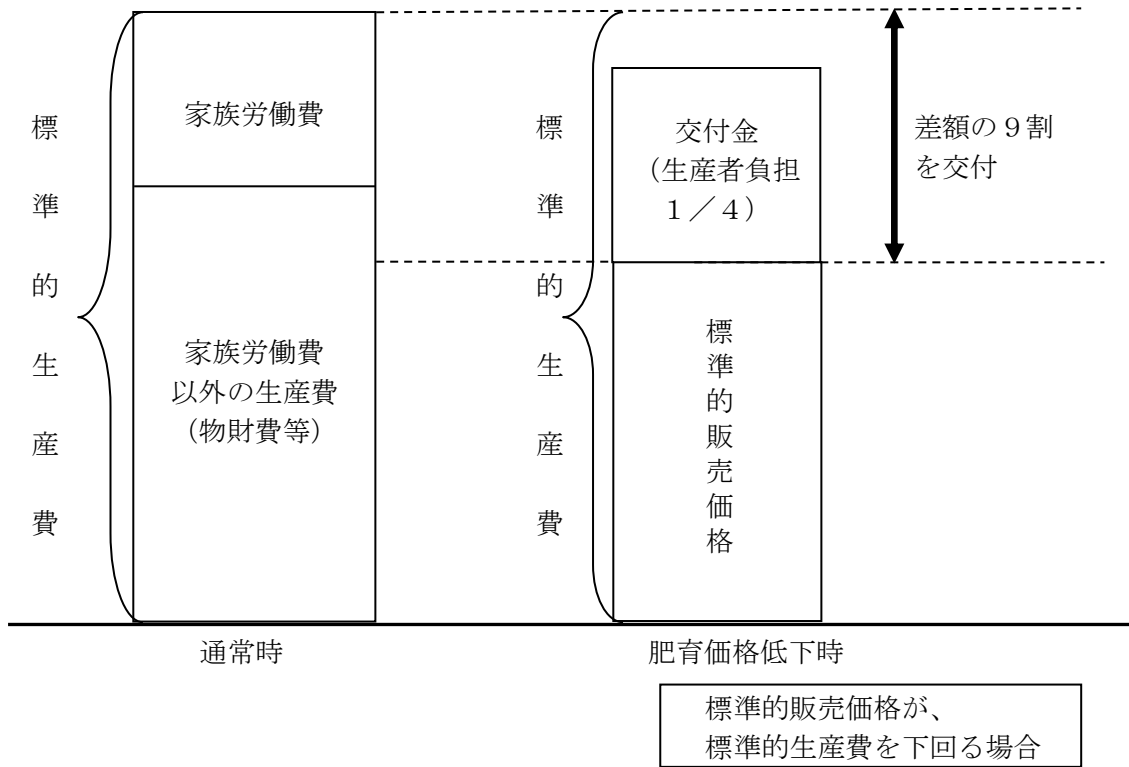 標準的生産費
家族労働費
家族労働費
以外の生産費
（物財費等）
標準的生産費
交付金
（生産者負担
１／４）
標準的販売価格
差額の９割
を交付
通常時
肥育価格低下時
標準的販売価格が、
標準的生産費を下回る場合